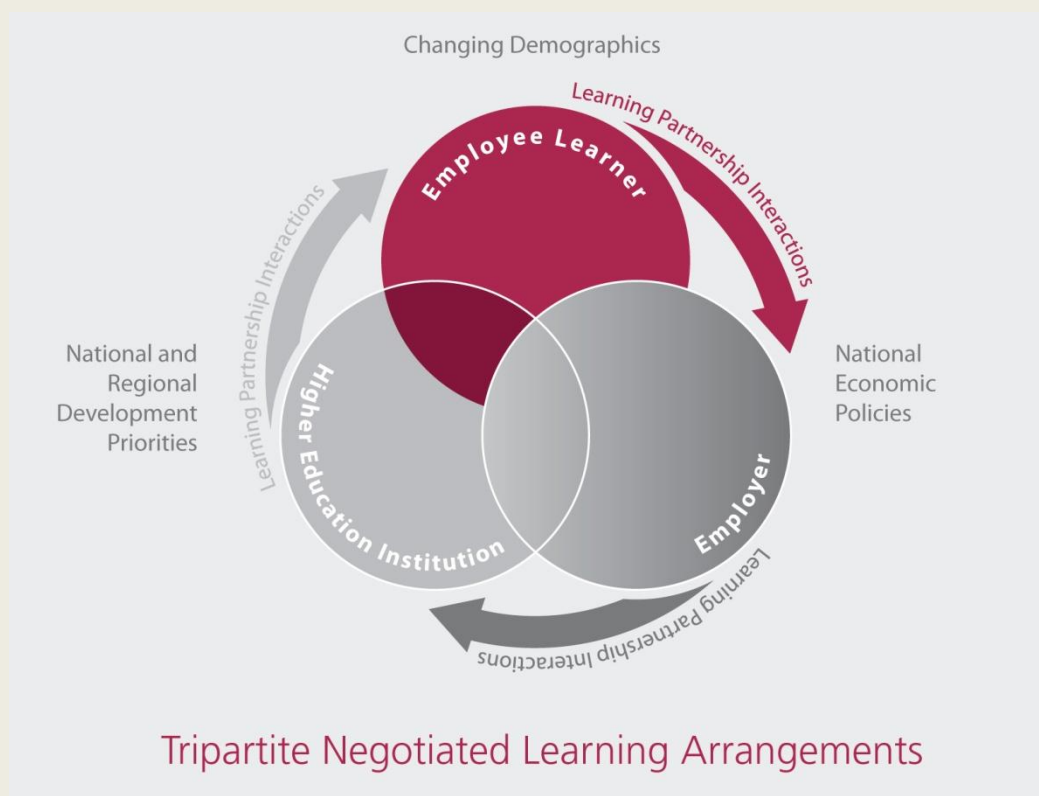 Changing Demographics
Learning Partnership Interactions
Employee Learner
Learning Partnership Interactions
National and
Regional
Development
Priorities
National
Economic
Policies
Higher Education Institution
Employer
Learning Partnership Interactions
Tripartite Negotiated Learning Arrangements